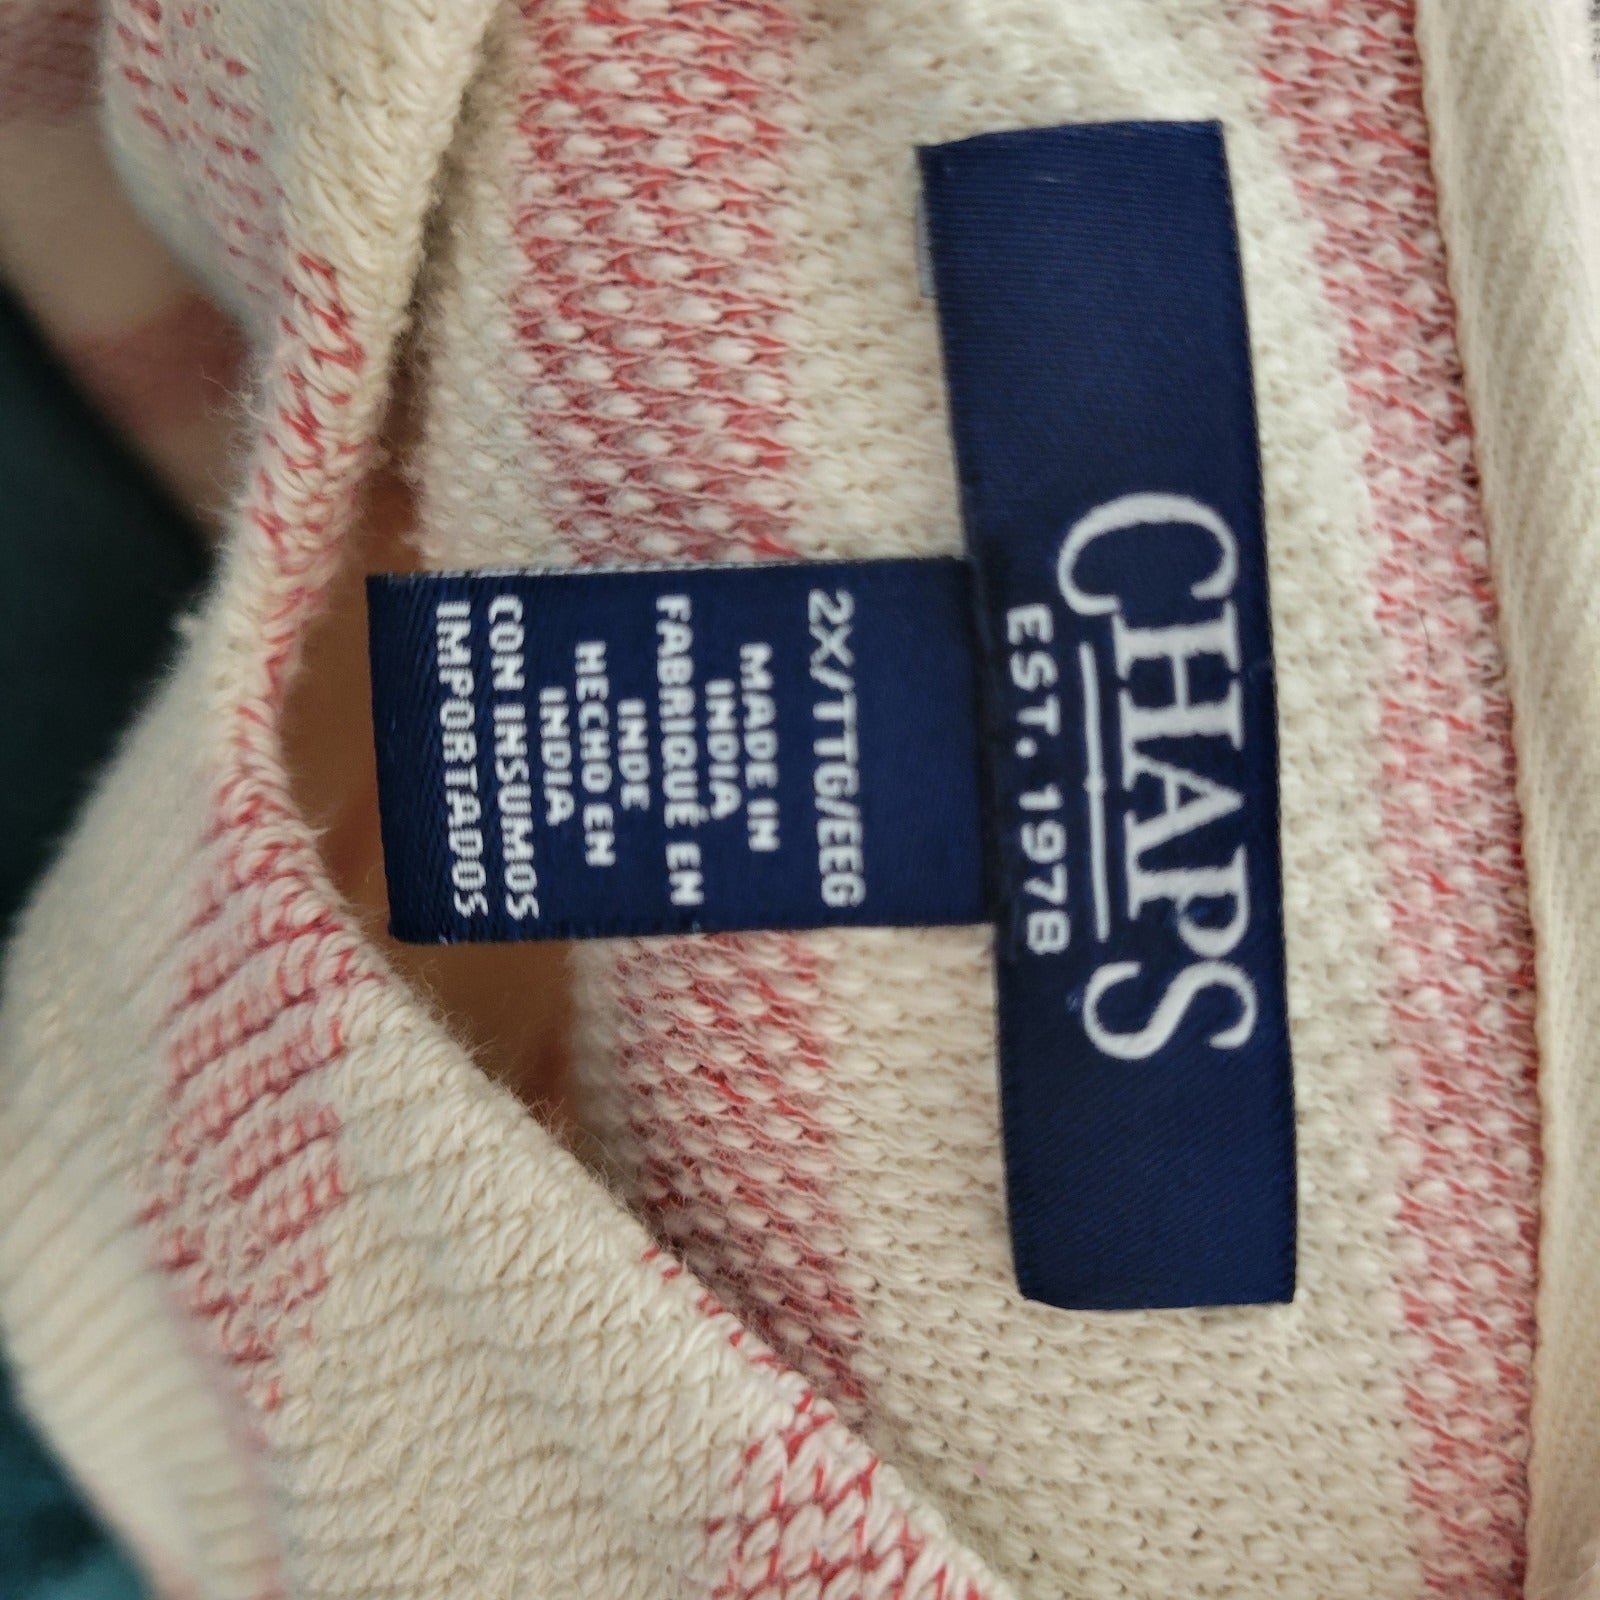 CHAPS
EST. 1978
2X/TTG/EEG
MADE IN
INDIA
FABRIQUÉ EN
INDE
HECHO EN
INDIA
CON INSUMOS
IMPORTADOS